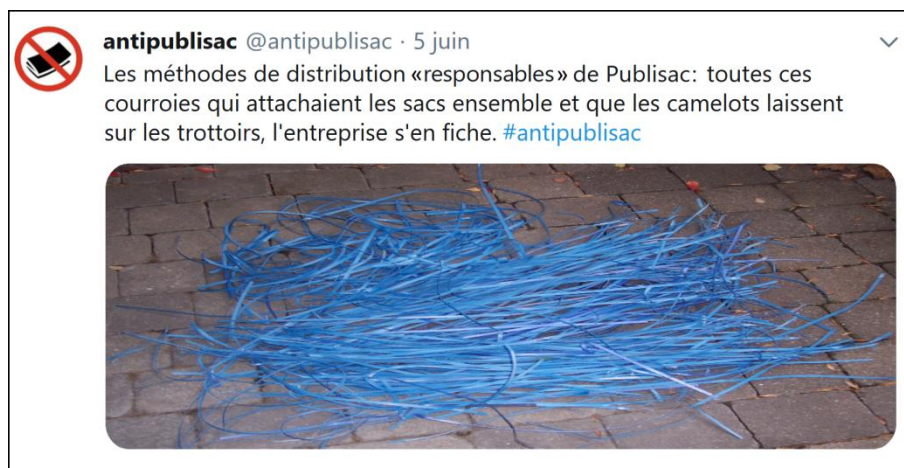 antipublisac @antipublisac · 5 juin
Les méthodes de distribution «responsables» de Publisac: toutes ces
courroies qui attachaient les sacs ensemble et que les camelots laissent
sur les trottoirs, l'entreprise s'en fiche. #antipublisac